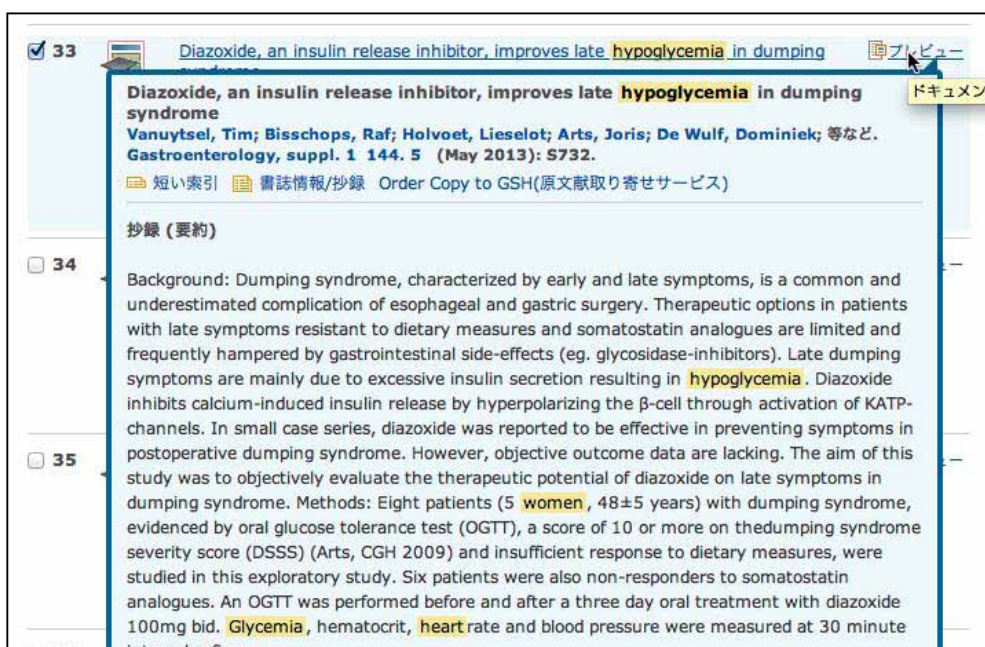 33 Diazoxide, an insulin release inhibitor, improves late hypoglycemia in dumping プレビュー
ドキュメン
Diazoxide, an insulin release inhibitor, improves late hypoglycemia in dumping
syndrome
Vanuytsel, Tim; Bisschops, Raf; Holvoet, Lieselot; Arts, Joris; De Wulf, Dominiek; 等など.
Gastroenterology, suppl. 1 144. 5 (May 2013): S732.
短い索引 書誌情報/抄録 Order Copy to GSH(原文献取り寄せサービス)
抄録 (要約)
34
Background: Dumping syndrome, characterized by early and late symptoms, is a common and
underestimated complication of esophageal and gastric surgery. Therapeutic options in patients
with late symptoms resistant to dietary measures and somatostatin analogues are limited and
frequently hampered by gastrointestinal side-effects (eg. glycosidase-inhibitors). Late dumping
symptoms are mainly due to excessive insulin secretion resulting in hypoglycemia. Diazoxide
inhibits calcium-induced insulin release by hyperpolarizing the β-cell through activation of KATP-
channels. In small case series, diazoxide was reported to be effective in preventing symptoms in
35 postoperative dumping syndrome. However, objective outcome data are lacking. The aim of this
study was to objectively evaluate the therapeutic potential of diazoxide on late symptoms in
dumping syndrome. Methods: Eight patients (5 women, 48±5 years) with dumping syndrome,
evidenced by oral glucose tolerance test (OGTT), a score of 10 or more on thedumping syndrome
severity score (DSSS) (Arts, CGH 2009) and insufficient response to dietary measures, were
studied in this exploratory study. Six patients were also non-responders to somatostatin
analogues. An OGTT was performed before and after a three day oral treatment with diazoxide
100mg bid. Glycemia, hematocrit, heart rate and blood pressure were measured at 30 minute